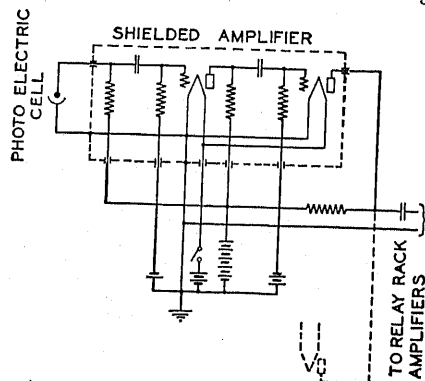 SHIELDED AMPLIFIER
PHOTO ELECTRIC
CELL
TO RELAY RACK
AMPLIFIERS